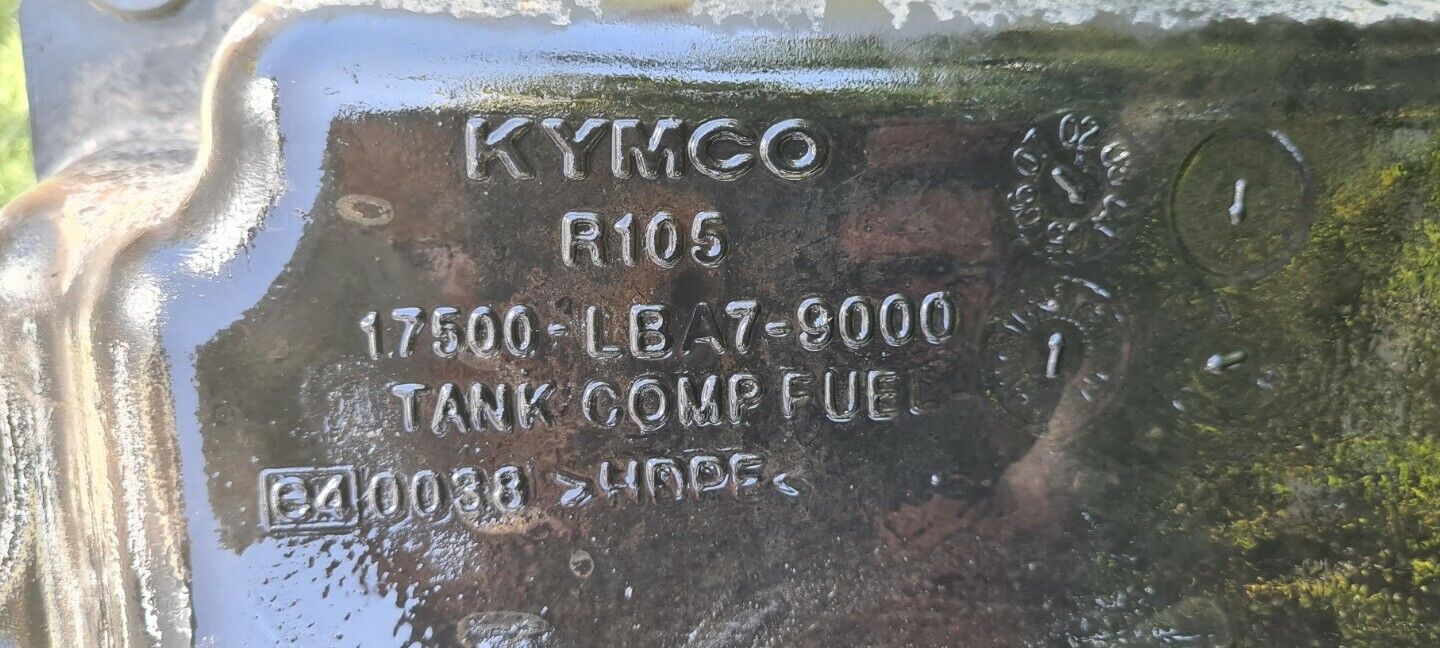 KYMCO
R105
17500-LBA7-9000
TANK COMP FUEL
e4 0038 >HDPE<